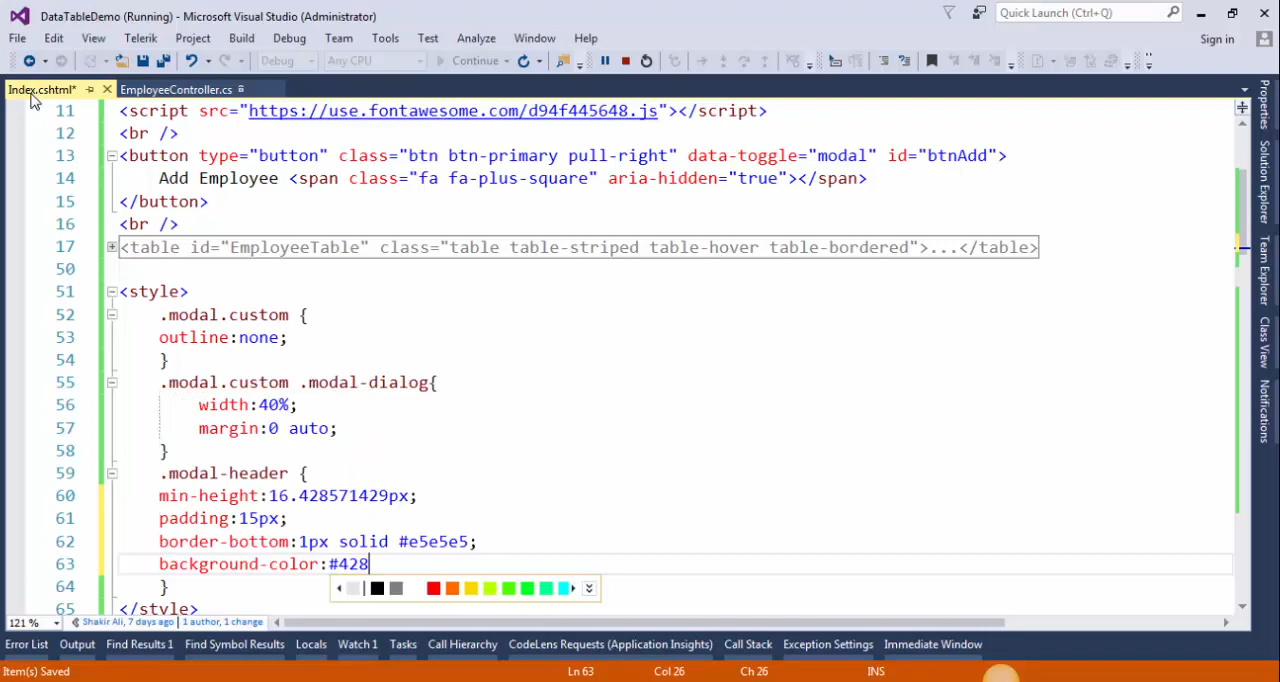 DataTableDemo (Running) - Microsoft Visual Studio (Administrator)
Quick Launch (Ctrl+Q)
File Edit View Telerik Project Build Debug Team Tools Test Analyze Window Help
Sign in
Debug Any CPU Continue
Index.cshtml* EmployeeController.cs
11 <script src="https://use.fontawesome.com/d94f445648.js"></script>
12 <br />
13 <button type="button" class="btn btn-primary pull-right" data-toggle="modal" id="btnAdd">
14 Add Employee <span class="fa fa-plus-square" aria-hidden="true"></span>
15 </button>
16 <br />
17 <table id="EmployeeTable" class="table table-striped table-hover table-bordered">...</table>
50
51 <style>
52 .modal.custom {
53 outline:none;
54 }
55 .modal.custom .modal-dialog{
56 width:40%;
57 margin:0 auto;
58 }
59 .modal-header {
60 min-height:16.428571429px;
61 padding:15px;
62 border-bottom:1px solid #e5e5e5;
63 background-color:#428
64 }
65 </style>
Properties
Solution Explorer
Team Explorer
Class View
Notifications
121 % Shakir Ali, 7 days ago | 1 author, 1 change
Error List Output Find Results 1 Find Symbol Results Locals Watch 1 Tasks Call Hierarchy CodeLens Requests (Application Insights) Call Stack Exception Settings Immediate Window
Item(s) Saved Ln 63 Col 26 Ch 26 INS